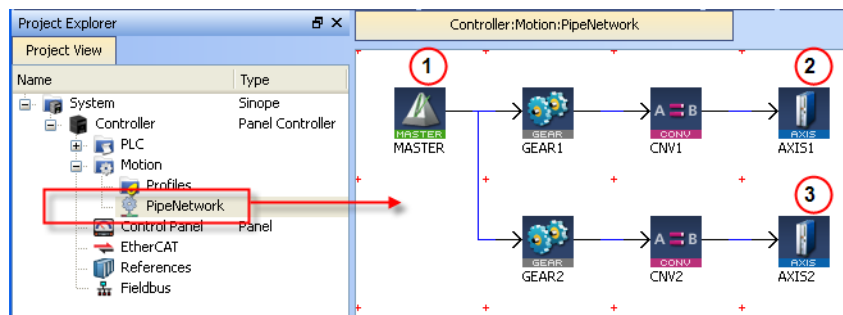 Project Explorer
Project View
Name Type
System Sinope
Controller Panel Controller
PLC
Motion
Profiles
PipeNetwork
Control Panel Panel
EtherCAT
References
Fieldbus
Controller:Motion:PipeNetwork
1 2
MASTER GEAR A B CONV AXIS
MASTER GEAR1 CNV1 AXIS1
3
GEAR A B CONV AXIS
GEAR2 CNV2 AXIS2